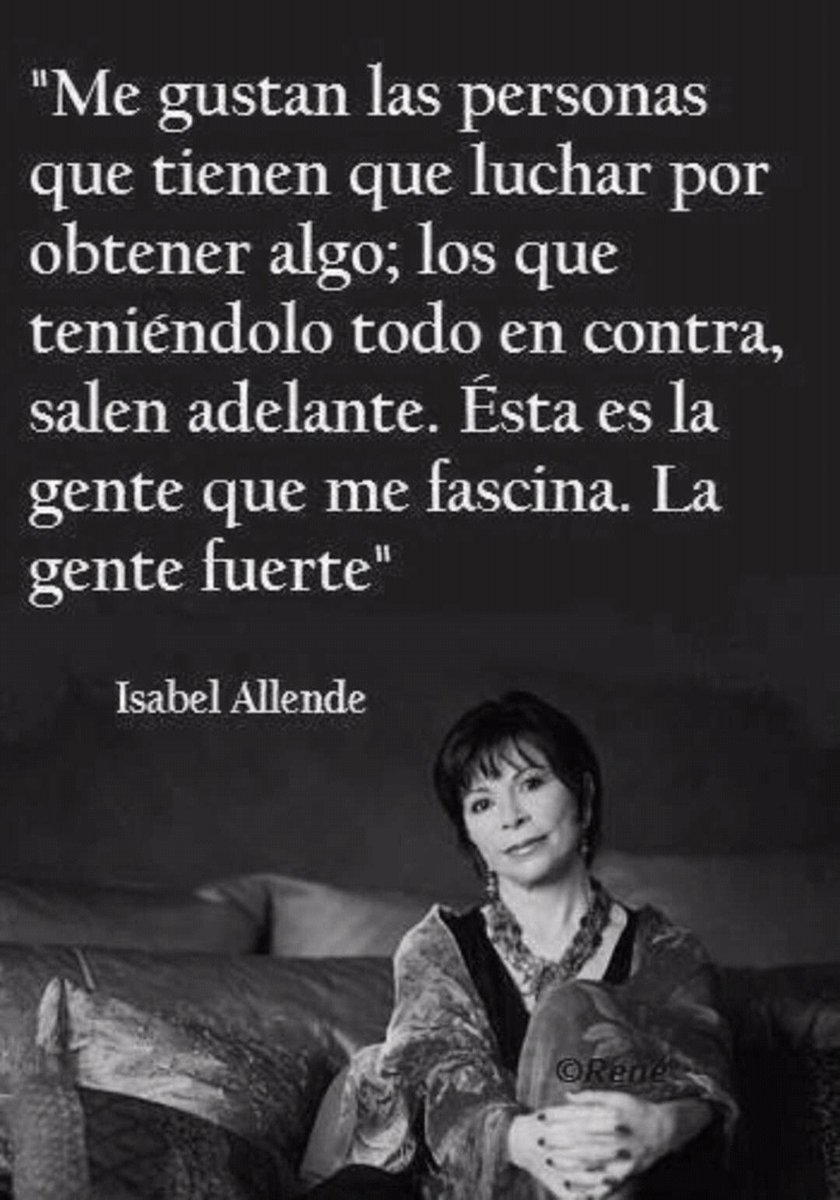 "Me gustan las personas
que tienen que luchar por
obtener algo; los que
teniéndolo todo en contra,
salen adelante. Ésta es la
gente que me fascina. La
gente fuerte"
Isabel Allende
©René